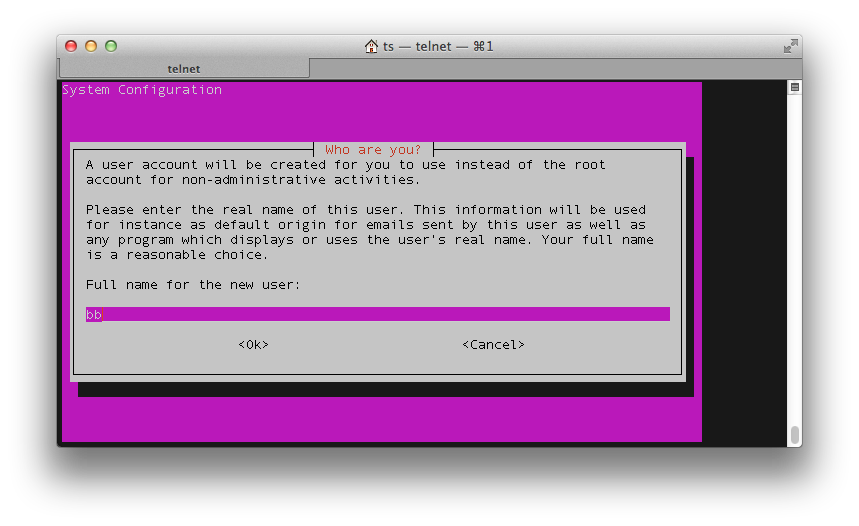 ts — telnet — ⌘1
telnet
System Configuration
Who are you?
A user account will be created for you to use instead of the root
account for non-administrative activities.
Please enter the real name of this user. This information will be used
for instance as default origin for emails sent by this user as well as
any program which displays or uses the user's real name. Your full name
is a reasonable choice.
Full name for the new user:
bb
<Ok> <Cancel>